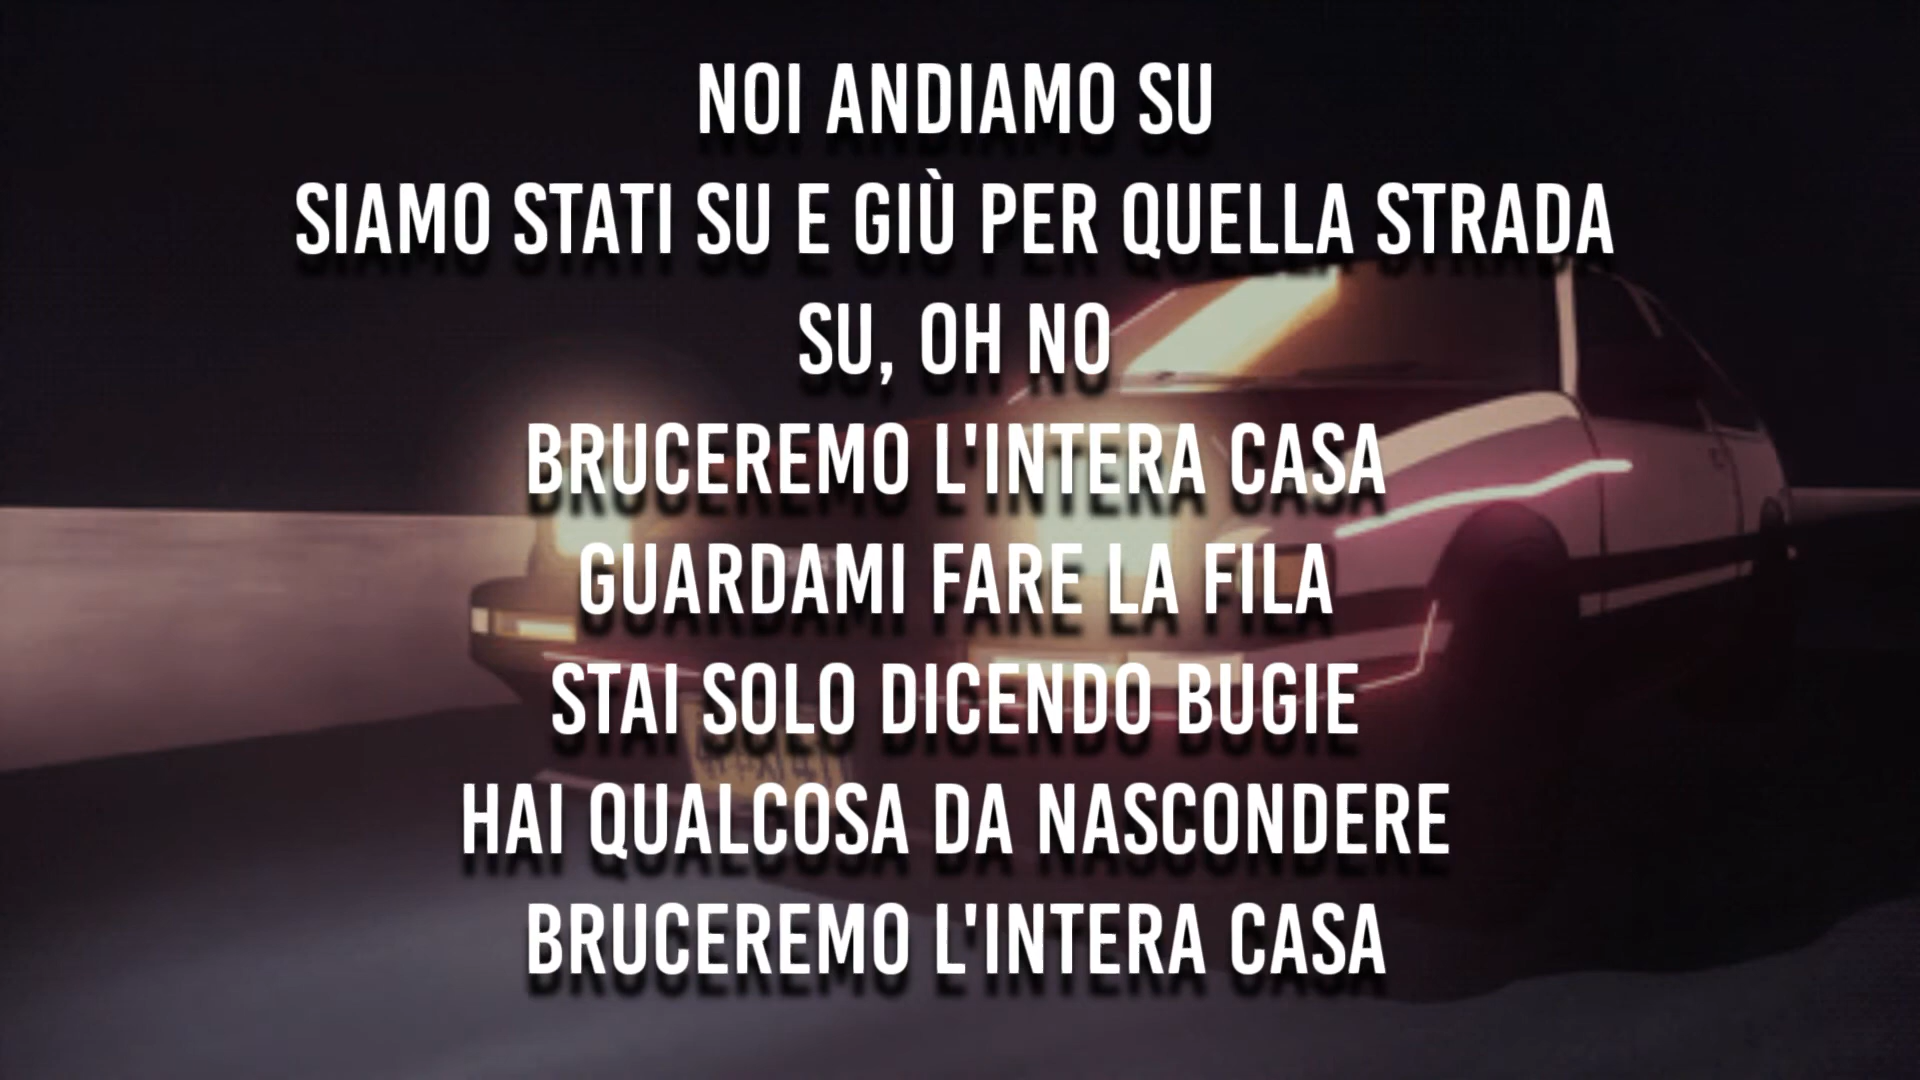 NOI ANDIAMO SU
SIAMO STATI SU E GIÙ PER QUELLA STRADA
SU, OH NO
BRUCEREMO L'INTERA CASA
GUARDAMI FARE LA FILA
STAI SOLO DICENDO BUGIE
HAI QUALCOSA DA NASCONDERE
BRUCEREMO L'INTERA CASA